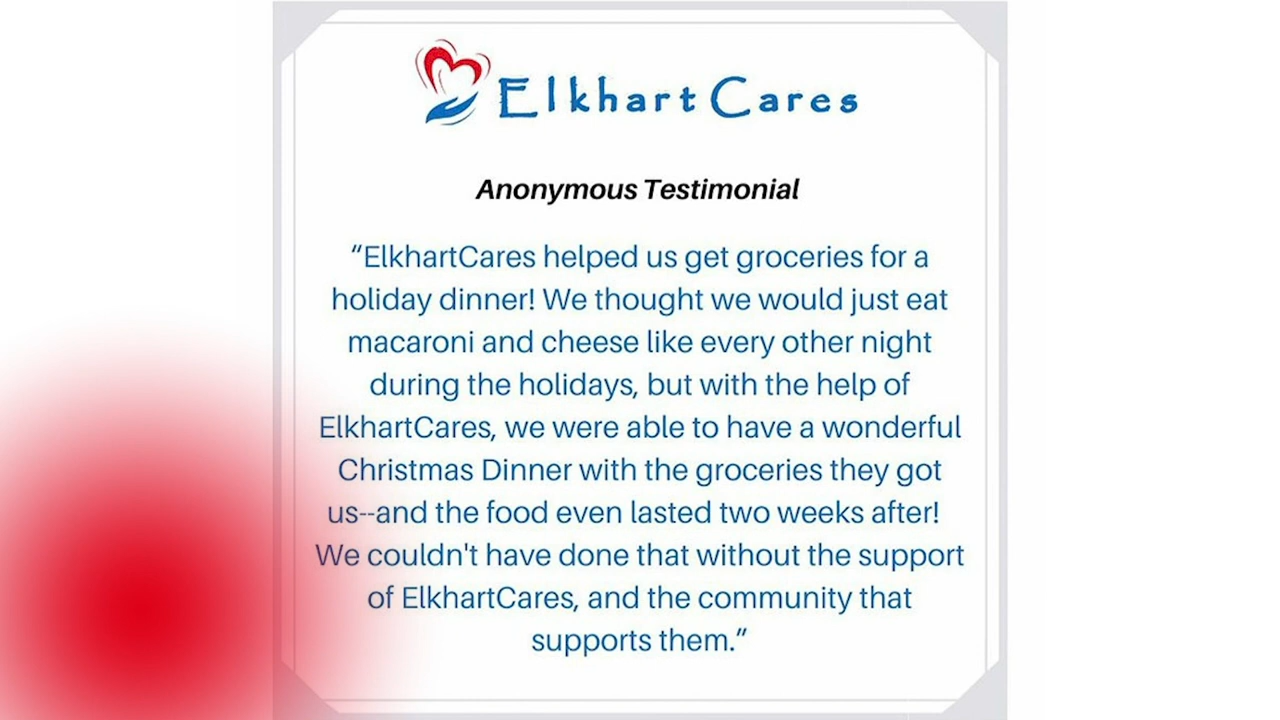 Elkhart Cares
Anonymous Testimonial
“ElkhartCares helped us get groceries for a
holiday dinner! We thought we would just eat
macaroni and cheese like every other night
during the holidays, but with the help of
ElkhartCares, we were able to have a wonderful
Christmas Dinner with the groceries they got
us--and the food even lasted two weeks after!
We couldn't have done that without the support
of ElkhartCares, and the community that
supports them.”